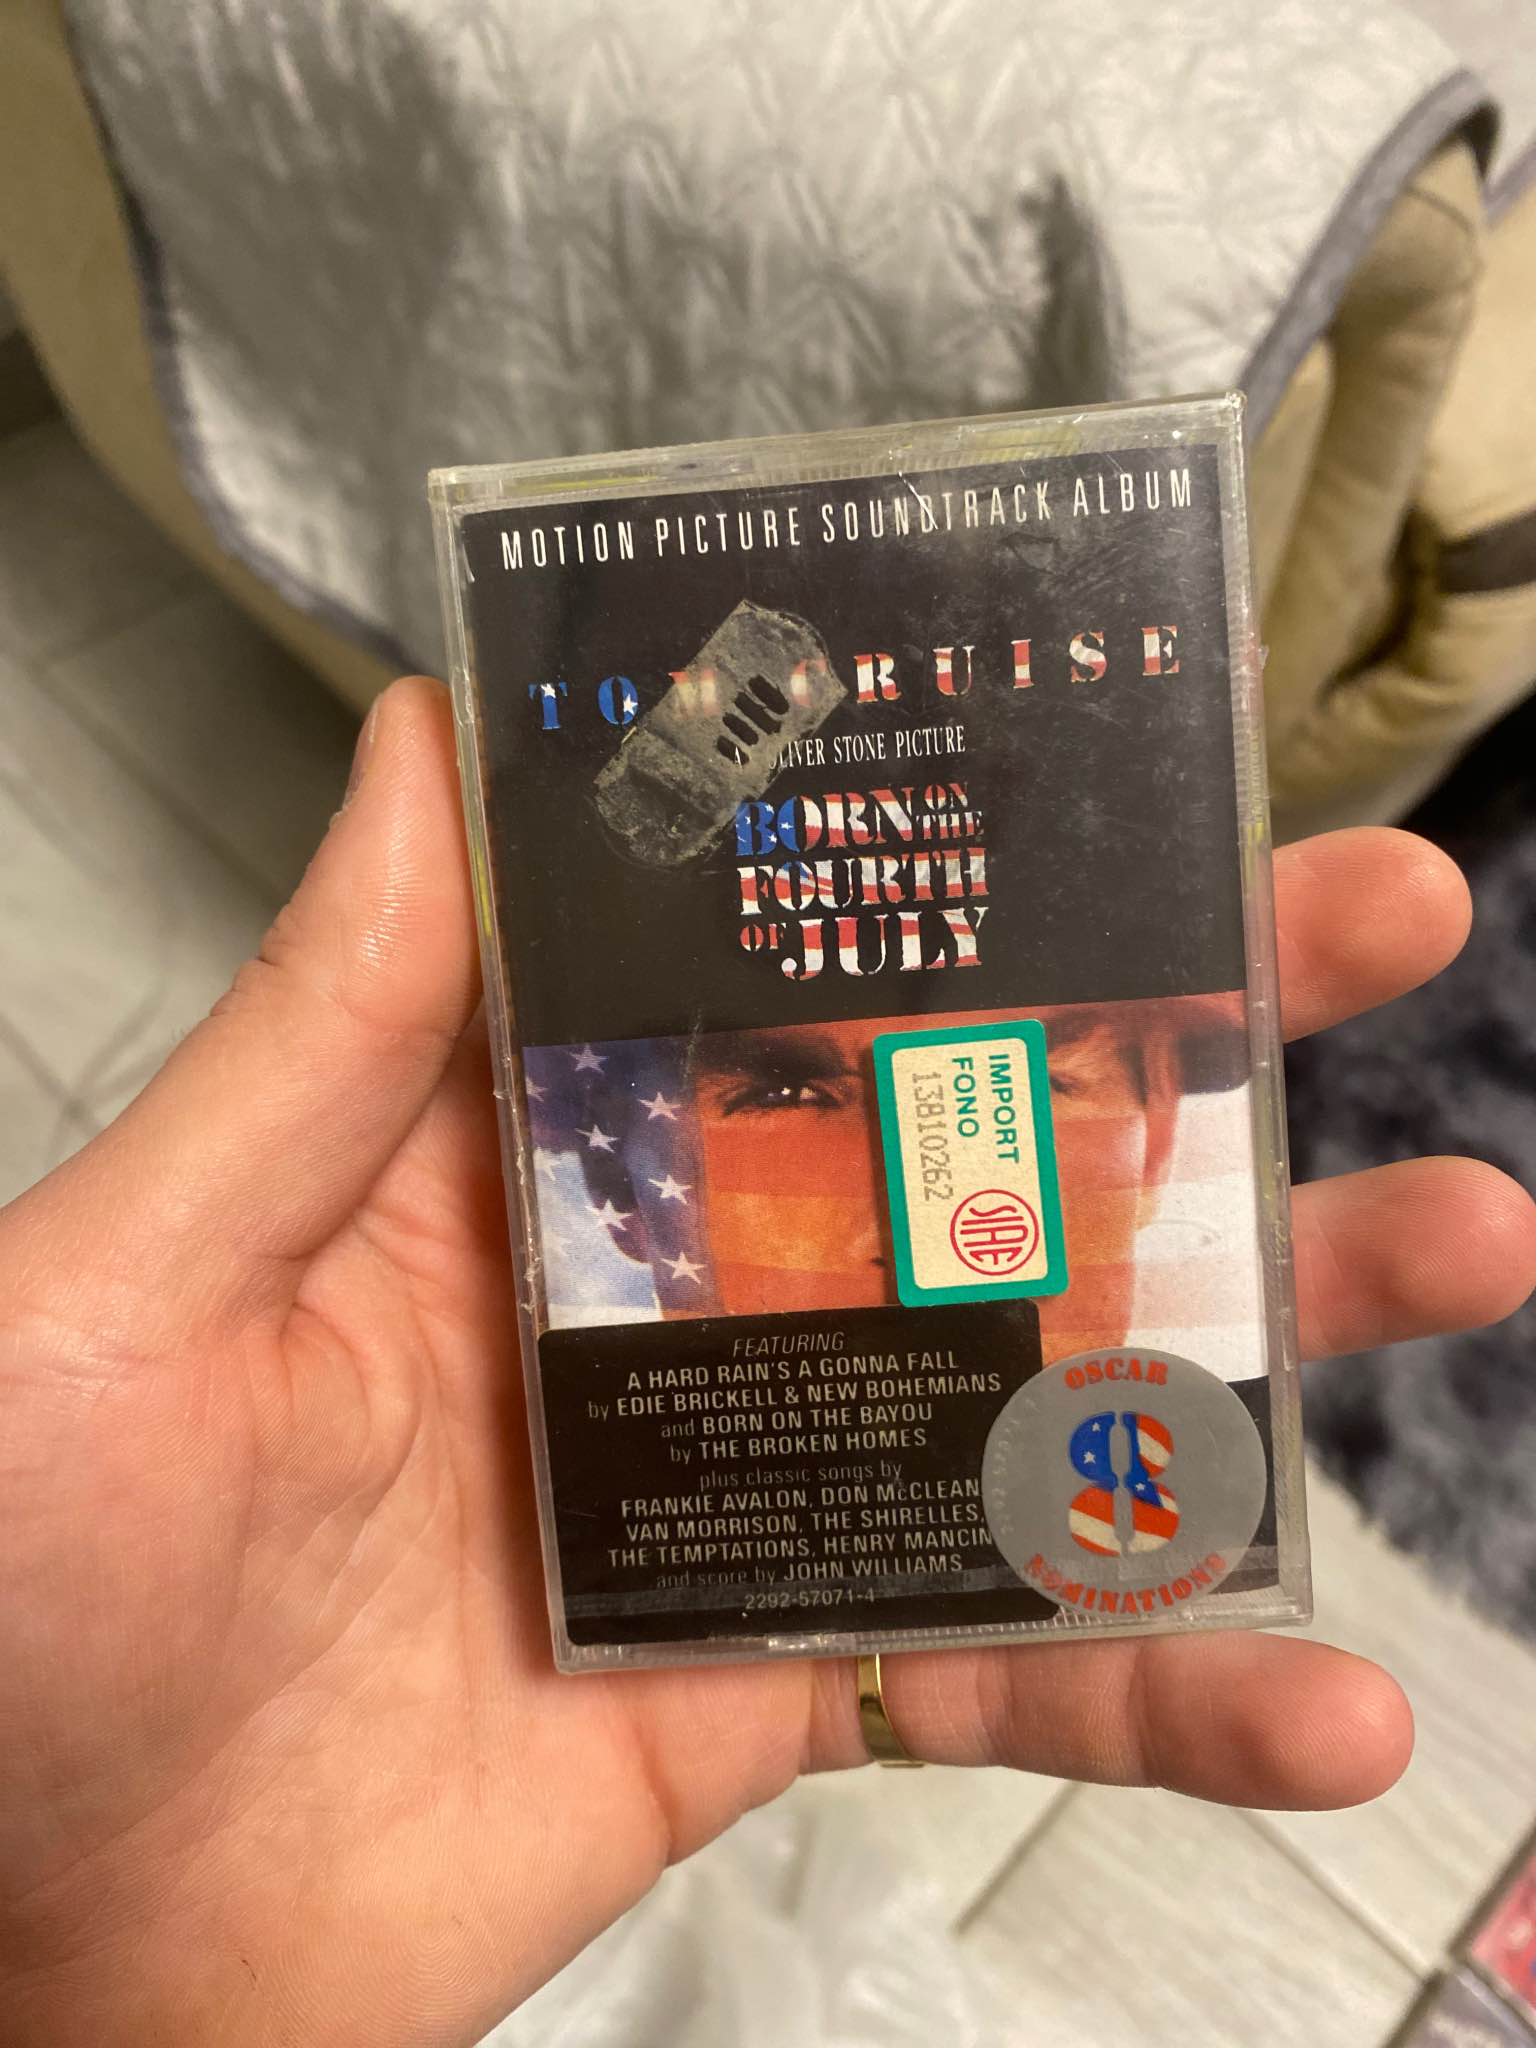 MOTION PICTURE SOUNDTRACK ALBUM
TOM CRUISE
A OLIVER STONE PICTURE
BORN ON
THE
FOURTH
OF JULY
IMPORT
FONO
13810262
SIAE
FEATURING
A HARD RAIN'S A GONNA FALL
by EDIE BRICKELL & NEW BOHEMIANS
and BORN ON THE BAYOU
by THE BROKEN HOMES
plus classic songs by
FRANKIE AVALON, DON McCLEAN
VAN MORRISON, THE SHIRELLES,
THE TEMPTATIONS, HENRY MANCIN
and score by JOHN WILLIAMS
2292-57071-4
OSCAR
8
NOMINATIONS